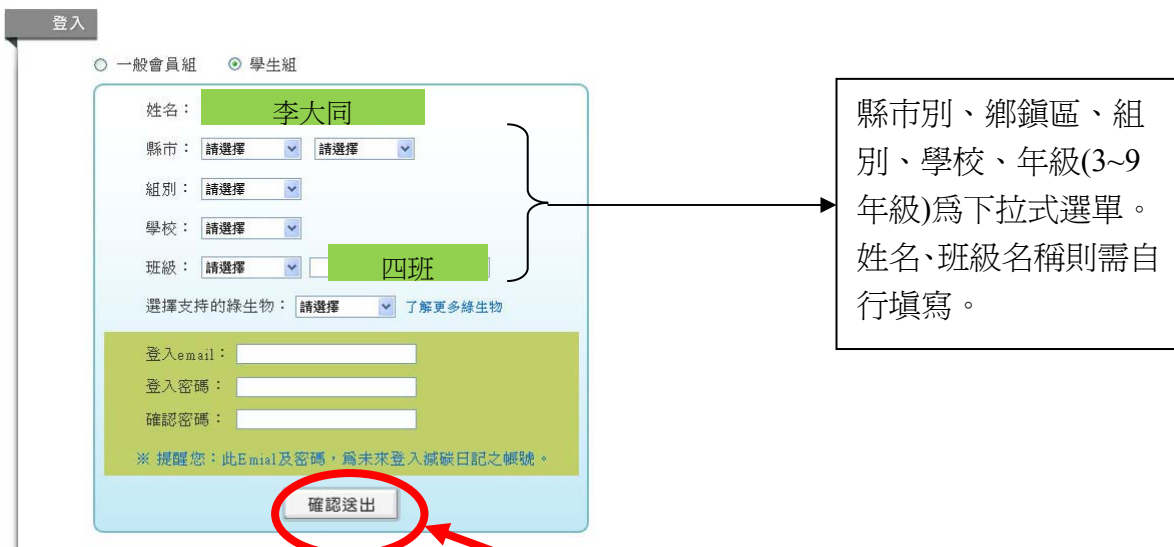 登入
一般會員組 學生組
姓名： 李大同
縣市： 請選擇 請選擇
組別： 請選擇
學校： 請選擇
班級： 請選擇 四班
選擇支持的綠生物： 請選擇 了解更多綠生物
登入email：
登入密碼：
確認密碼：
※ 提醒您：此Emial及密碼，為未來登入減碳日記之帳號。
確認送出
縣市別、鄉鎮區、組
別、學校、年級(3~9
年級)為下拉式選單。
姓名、班級名稱則需自
行填寫。